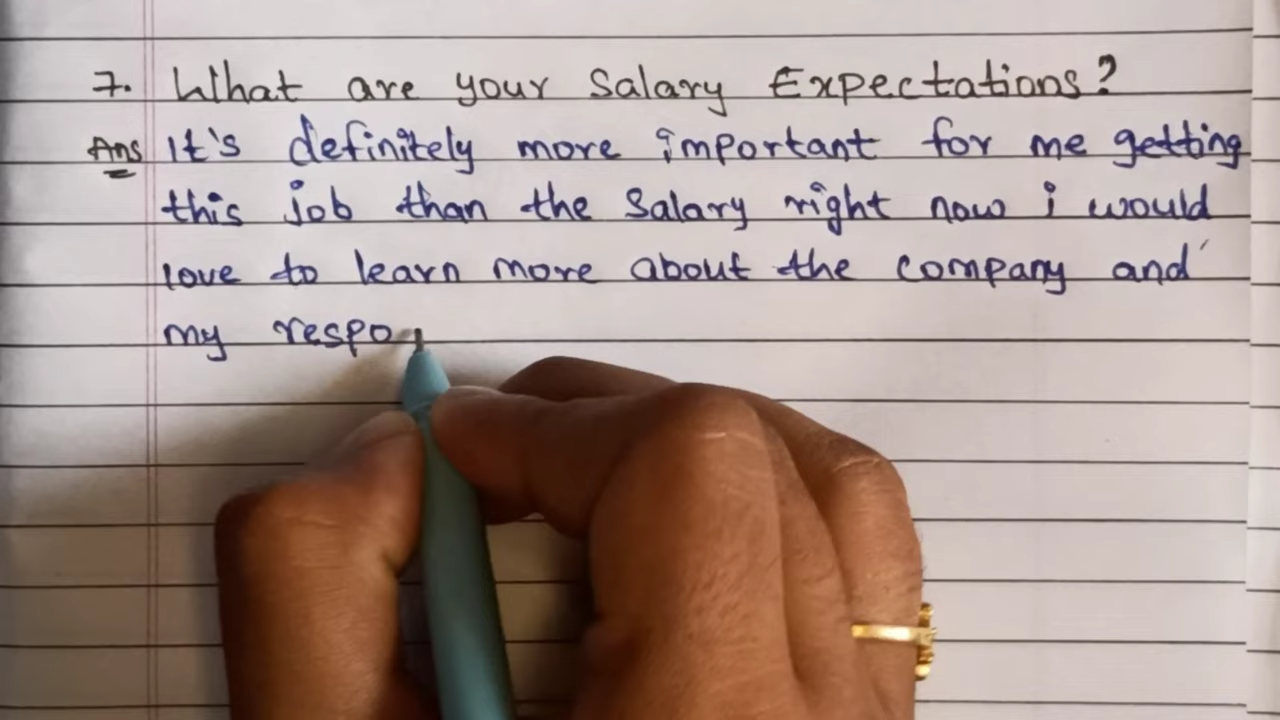 7. What are your Salary Expectations?
Ans It's definitely more important for me getting
this job than the Salary right now i would
love to learn more about the company and
my respo